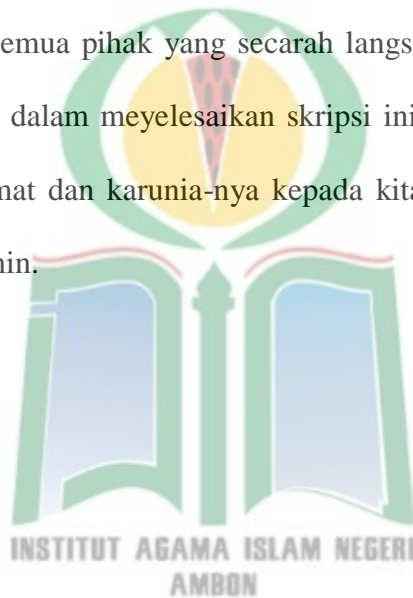 semua pihak yang secarah langs
dalam meyelesaikan skripsi ini
mat dan karunia-nya kepada kita
INSTITUT AGAMA ISLAM NEGERI
AMBON